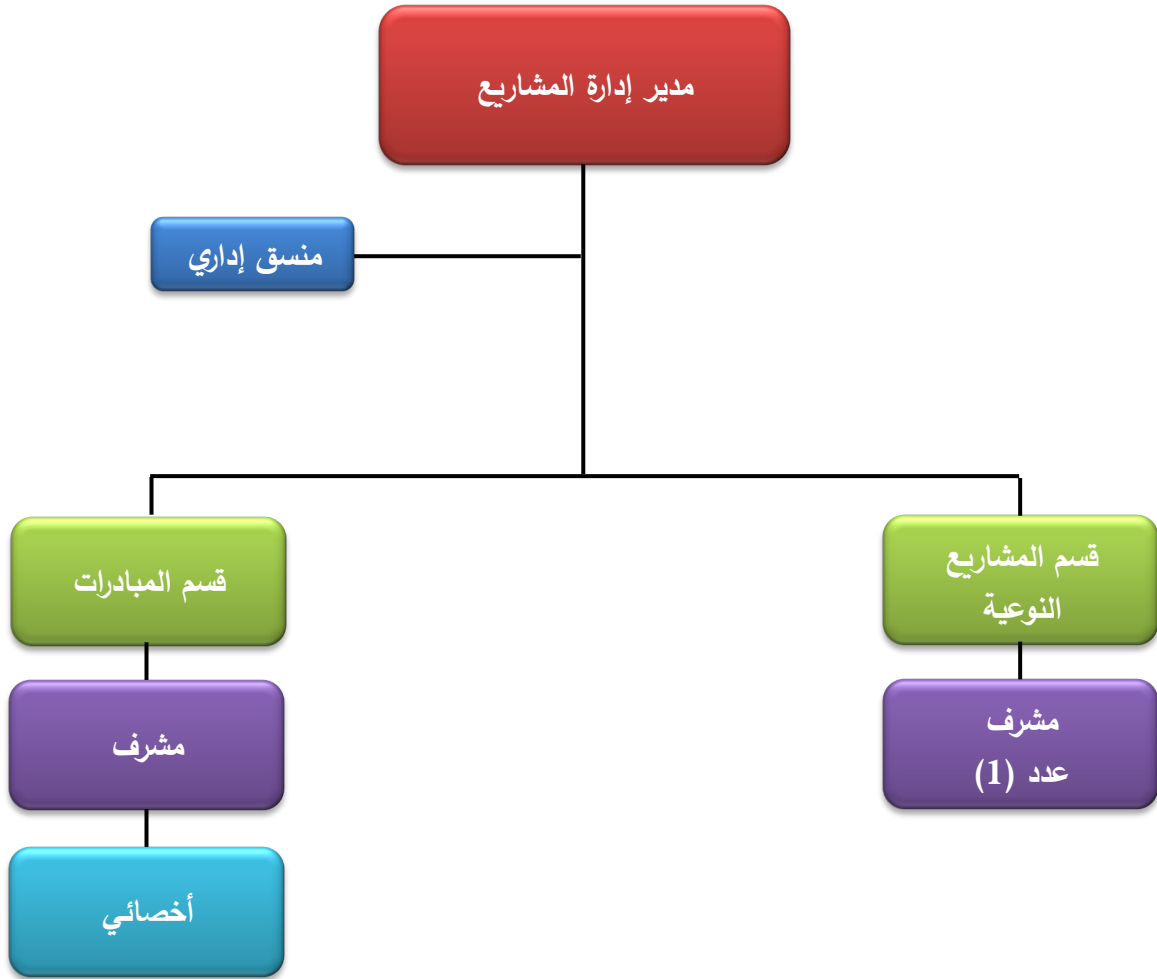 مدير إدارة المشاريع
منسق إداري
قسم المشاريع
النوعية
مشرف
عدد (1)
قسم المبادرات
مشرف
أخصائي